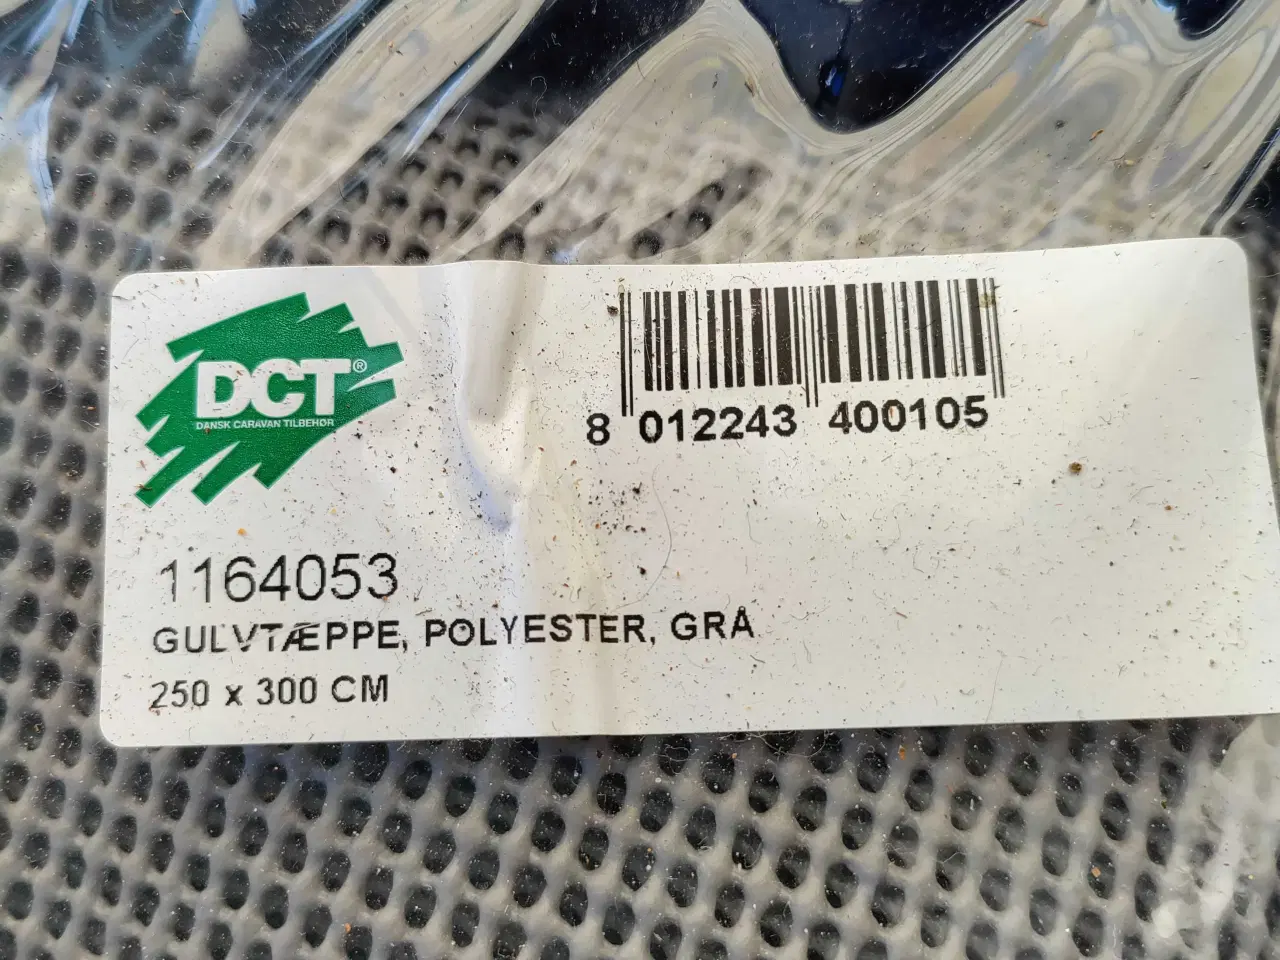 DCT®
DANSK CARAVAN TILBEHØR
8 012243 400105
1164053
GULVTÆPPE, POLYESTER, GRÅ
250 x 300 CM